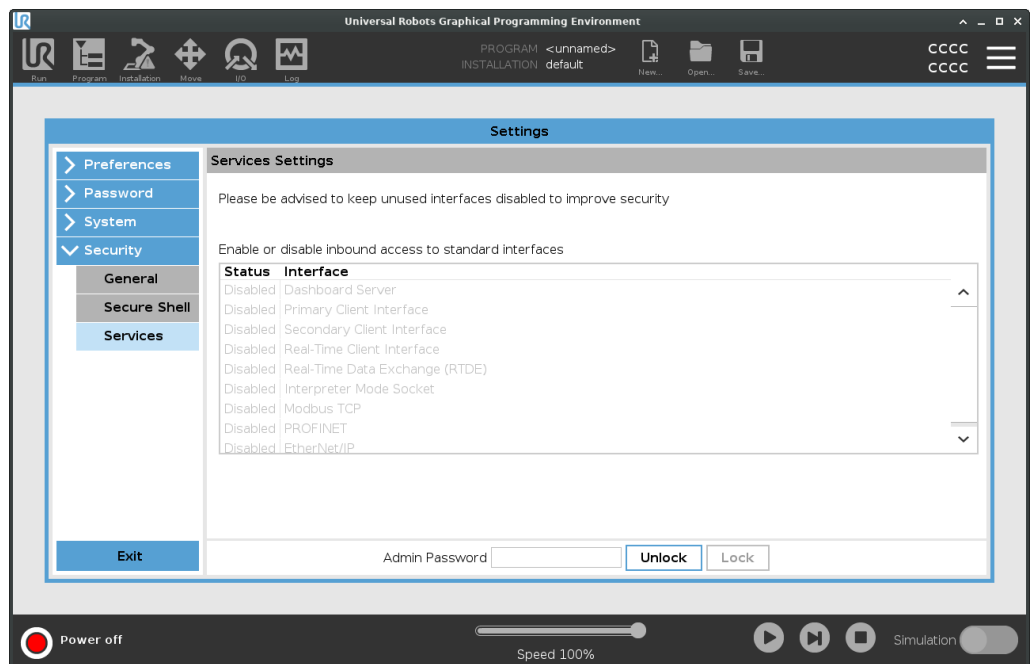 UR Universal Robots Graphical Programming Environment
UR PROGRAM <unnamed> CCCC
INSTALLATION default CCCC
Run Program Installation Move I/O Log New... Open... Save...
Settings
Preferences Services Settings
Password Please be advised to keep unused interfaces disabled to improve security
System
Security Enable or disable inbound access to standard interfaces
General
Secure Shell
Services
Status Interface
Disabled Dashboard Server
Disabled Primary Client Interface
Disabled Secondary Client Interface
Disabled Real-Time Client Interface
Disabled Real-Time Data Exchange (RTDE)
Disabled Interpreter Mode Socket
Disabled Modbus TCP
Disabled PROFINET
Disabled EtherNet/IP
Exit Admin Password Unlock Lock
Power off Speed 100% Simulation